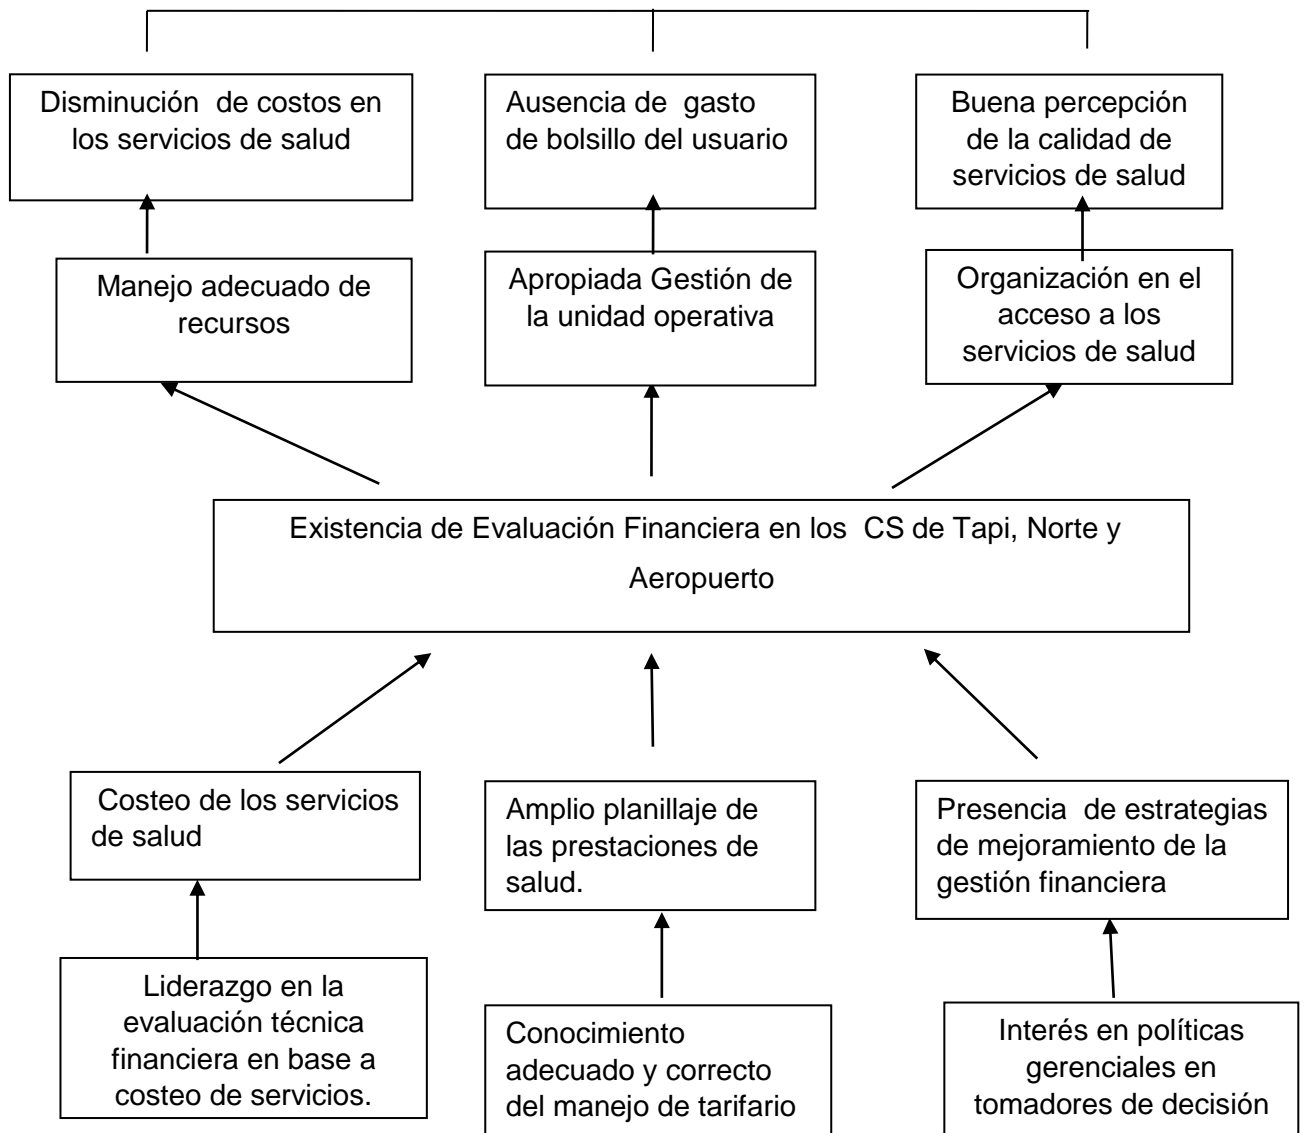 Disminución de costos en
los servicios de salud
Ausencia de gasto
de bolsillo del usuario
Buena percepción
de la calidad de
servicios de salud
Manejo adecuado de
recursos
Apropiada Gestión de
la unidad operativa
Organización en el
acceso a los
servicios de salud
Existencia de Evaluación Financiera en los CS de Tapi, Norte y
Aeropuerto
Costeo de los servicios
de salud
Amplio planillaje de
las prestaciones de
salud.
Presencia de estrategias
de mejoramiento de la
gestión financiera
Liderazgo en la
evaluación técnica
financiera en base a
costeo de servicios.
Conocimiento
adecuado y correcto
del manejo de tarifario
Interés en políticas
gerenciales en
tomadores de decisión